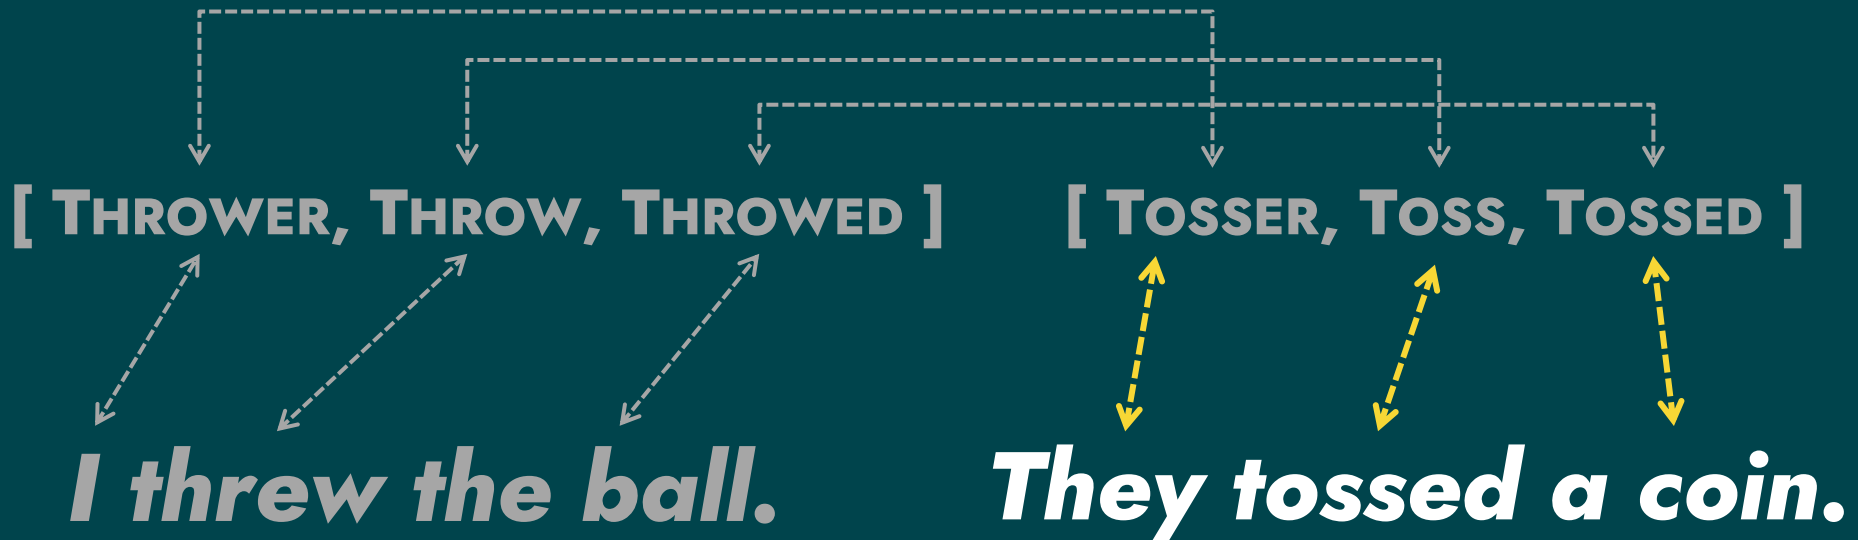 [ THROWER, THROW, THROWED ] [ TOSSER, TOSS, TOSSED ]
I threw the ball. They tossed a coin.